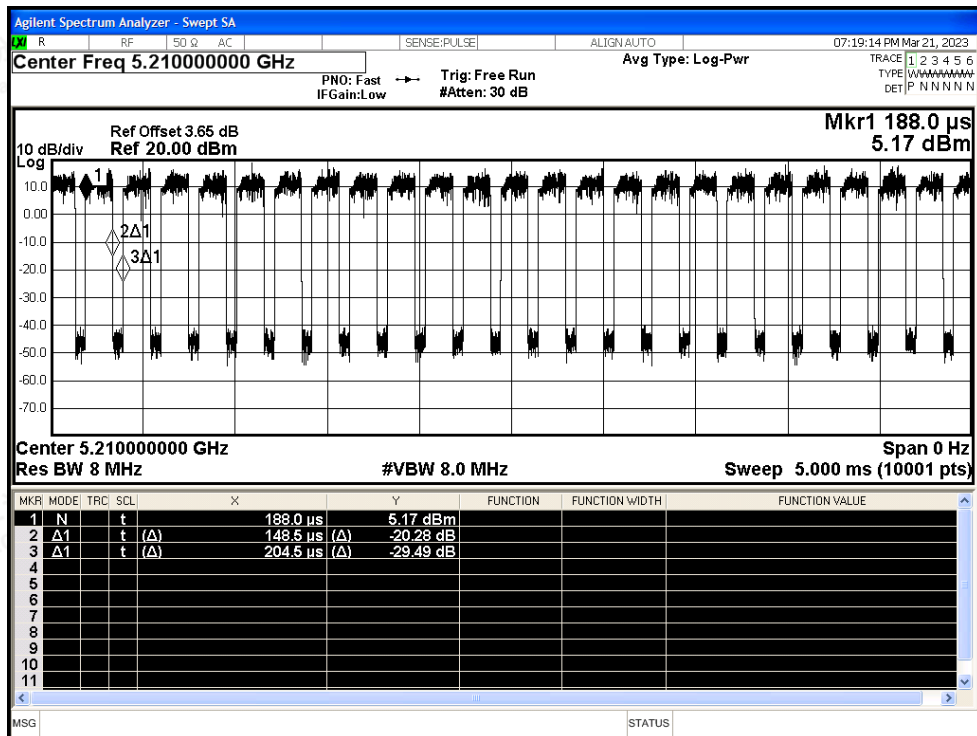 Agilent Spectrum Analyzer - Swept SA
LXI R RF 50 Ω AC SENSE:PULSE ALIGN AUTO 07:19:14 PM Mar 21, 2023
Center Freq 5.210000000 GHz
PNO: Fast
IFGain:Low
Trig: Free Run
#Atten: 30 dB
Avg Type: Log-Pwr
TRACE 1 2 3 4 5 6
TYPE W
DET P N N N N N
Mkr1 188.0 µs
5.17 dBm
Ref Offset 3.65 dB
10 dB/div Ref 20.00 dBm
Log
10.0
0.00
-10.0
-20.0
-30.0
-40.0
-50.0
-60.0
-70.0
1
2Δ1
3Δ1
Center 5.210000000 GHz Span 0 Hz
Res BW 8 MHz #VBW 8.0 MHz Sweep 5.000 ms (10001 pts)
MKR MODE TRC SCL X Y FUNCTION FUNCTION WIDTH FUNCTION VALUE
1 N t 188.0 µs 5.17 dBm
2 Δ1 t (Δ) 148.5 µs (Δ) -20.28 dB
3 Δ1 t (Δ) 204.5 µs (Δ) -29.49 dB
4
5
6
7
8
9
10
11
MSG STATUS